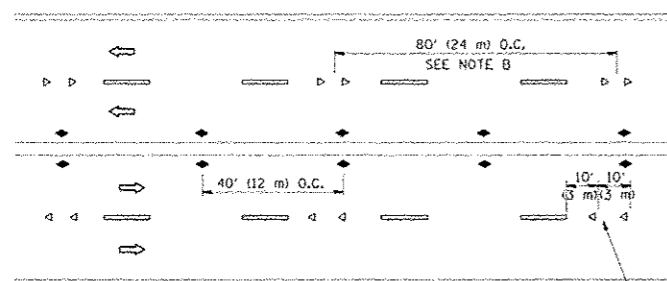 80' (24 m) O.C.
SEE NOTE B
40' (12 m) O.C.
10' 10'
(3 m) (3 m)